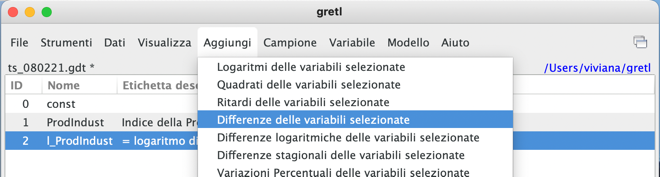 gretl
File Strumenti Dati Visualizza Aggiungi Campione Variabile Modello Aiuto
ts_080221.gdt * /Users/viviana/gretl
ID Nome Etichetta desc
0 const
1 ProdIndust Indice della Pro
2 l_ProdIndust = logaritmo di
Logaritmi delle variabili selezionate
Quadrati delle variabili selezionate
Ritardi delle variabili selezionate
Differenze delle variabili selezionate
Differenze logaritmiche delle variabili selezionate
Differenze stagionali delle variabili selezionate
Variazioni Percentuali delle variabili selezionate